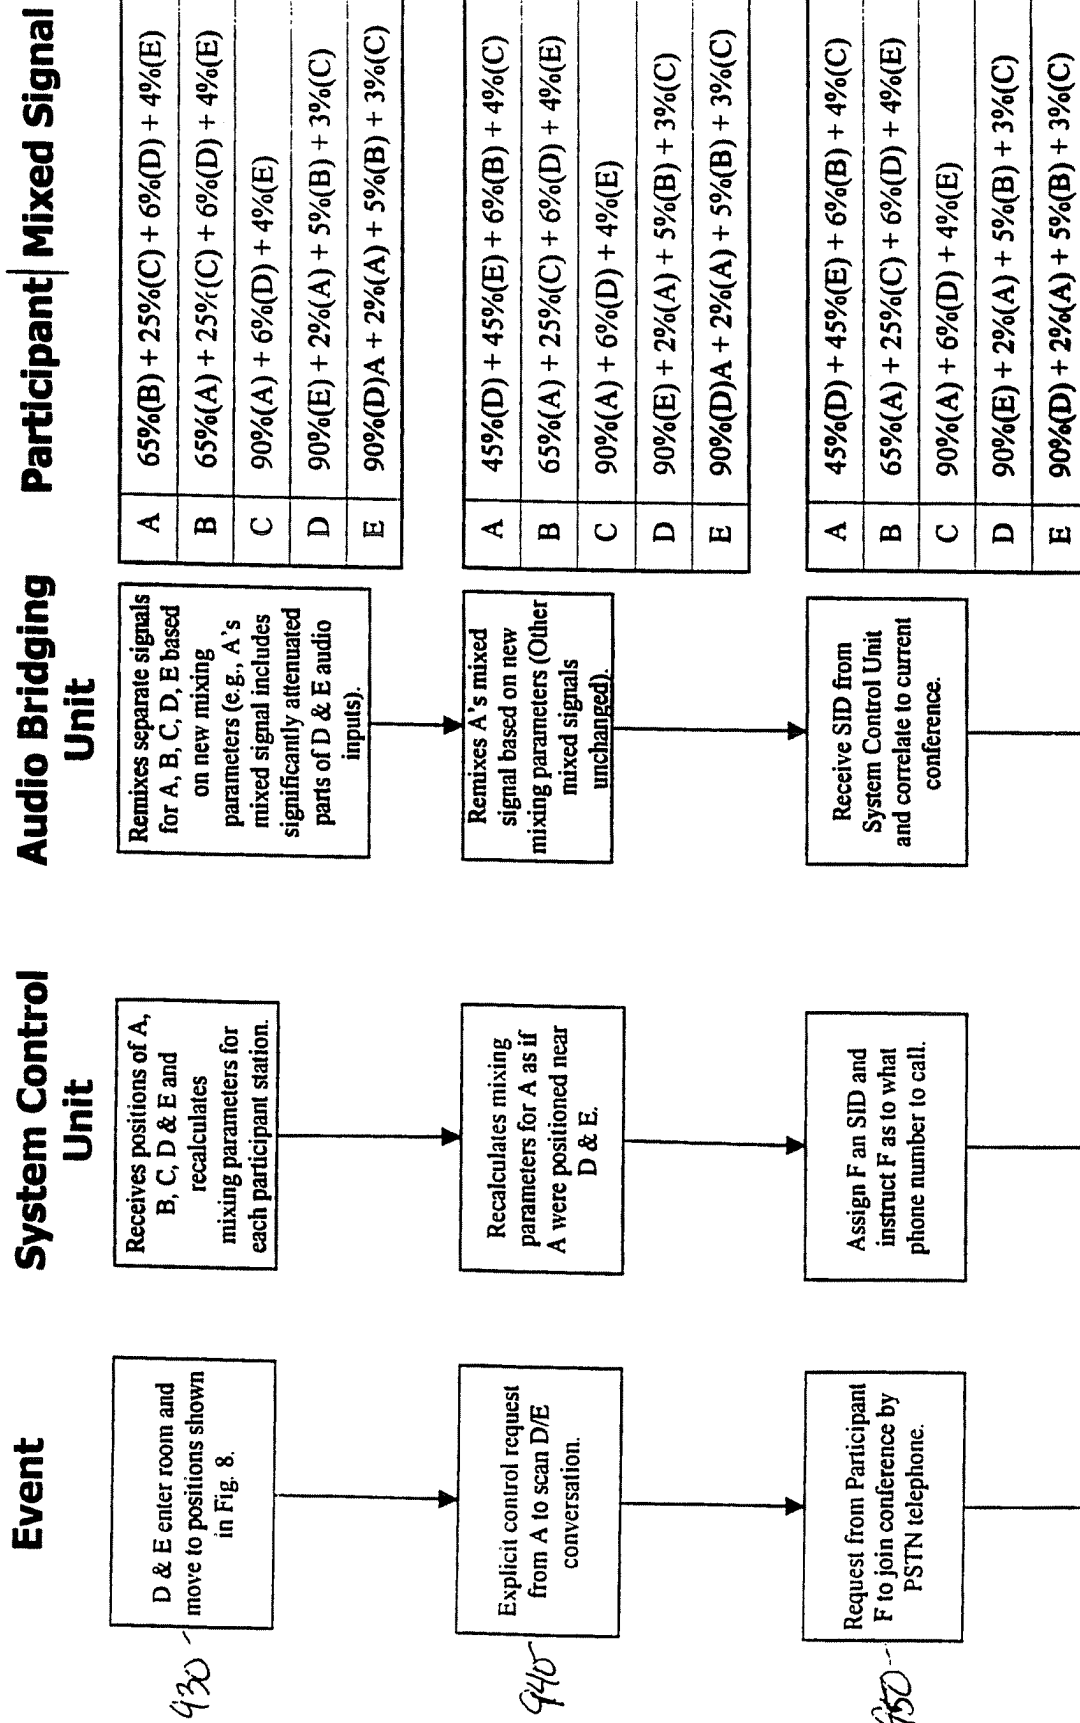 Event
System Control
Unit
Audio Bridging
Unit
Participant
Mixed Signal
930
D & E enter room and
move to positions shown
in Fig. 8.
Receives positions of A,
B, C, D & E and
recalculates
mixing parameters for
each participant station.
Remixes separate signals
for A, B, C, D, E based
on new mixing
parameters (e.g., A's
mixed signal includes
significantly attenuated
parts of D & E audio
inputs).
A 65%(B) + 25%(C) + 6%(D) + 4%(E)
B 65%(A) + 25%(C) + 6%(D) + 4%(E)
C 90%(A) + 6%(D) + 4%(E)
D 90%(E) + 2%(A) + 5%(B) + 3%(C)
E 90%(D)A + 2%(A) + 5%(B) + 3%(C)
940
Explicit control request
from A to scan D/E
conversation.
Recalculates mixing
parameters for A as if
A were positioned near
D & E.
Remixes A's mixed
signal based on new
mixing parameters (Other
mixed signals
unchanged).
A 45%(D) + 45%(E) + 6%(B) + 4%(C)
B 65%(A) + 25%(C) + 6%(D) + 4%(E)
C 90%(A) + 6%(D) + 4%(E)
D 90%(E) + 2%(A) + 5%(B) + 3%(C)
E 90%(D)A + 2%(A) + 5%(B) + 3%(C)
950
Request from Participant
F to join conference by
PSTN telephone.
Assign F an SID and
instruct F as to what
phone number to call.
Receive SID from
System Control Unit
and correlate to current
conference.
A 45%(D) + 45%(E) + 6%(B) + 4%(C)
B 65%(A) + 25%(C) + 6%(D) + 4%(E)
C 90%(A) + 6%(D) + 4%(E)
D 90%(E) + 2%(A) + 5%(B) + 3%(C)
E 90%(D) + 2%(A) + 5%(B) + 3%(C)